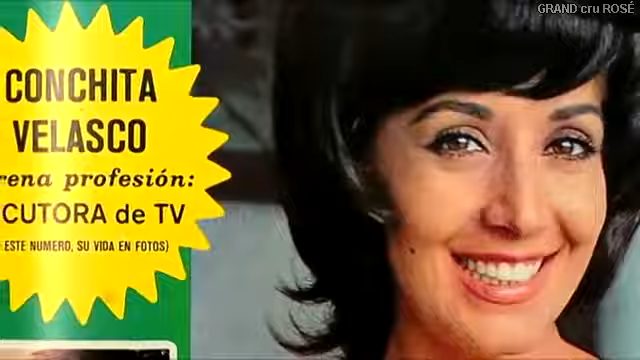 GRAND cru ROSÉ
CONCHITA
VELASCO
rena profesión:
CUTORA de TV
ESTE NUMERO, SU VIDA EN FOTOS)